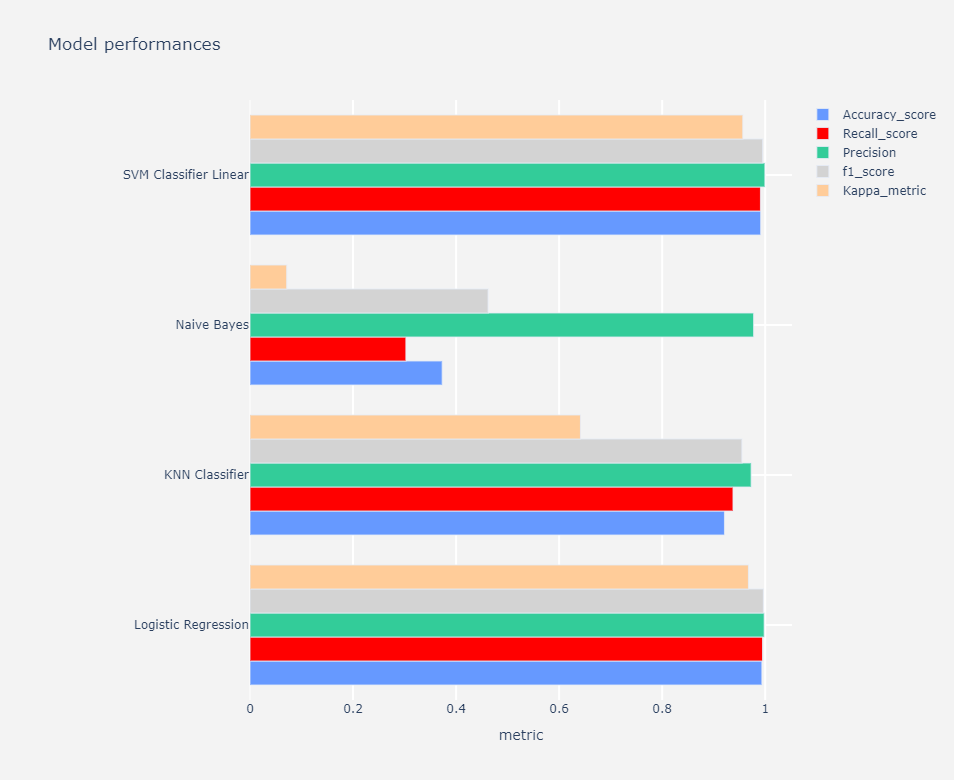 Model performances
Accuracy_score
Recall_score
Precision
f1_score
Kappa_metric
SVM Classifier Linear
Naive Bayes
KNN Classifier
Logistic Regression
0 0.2 0.4 0.6 0.8 1
metric